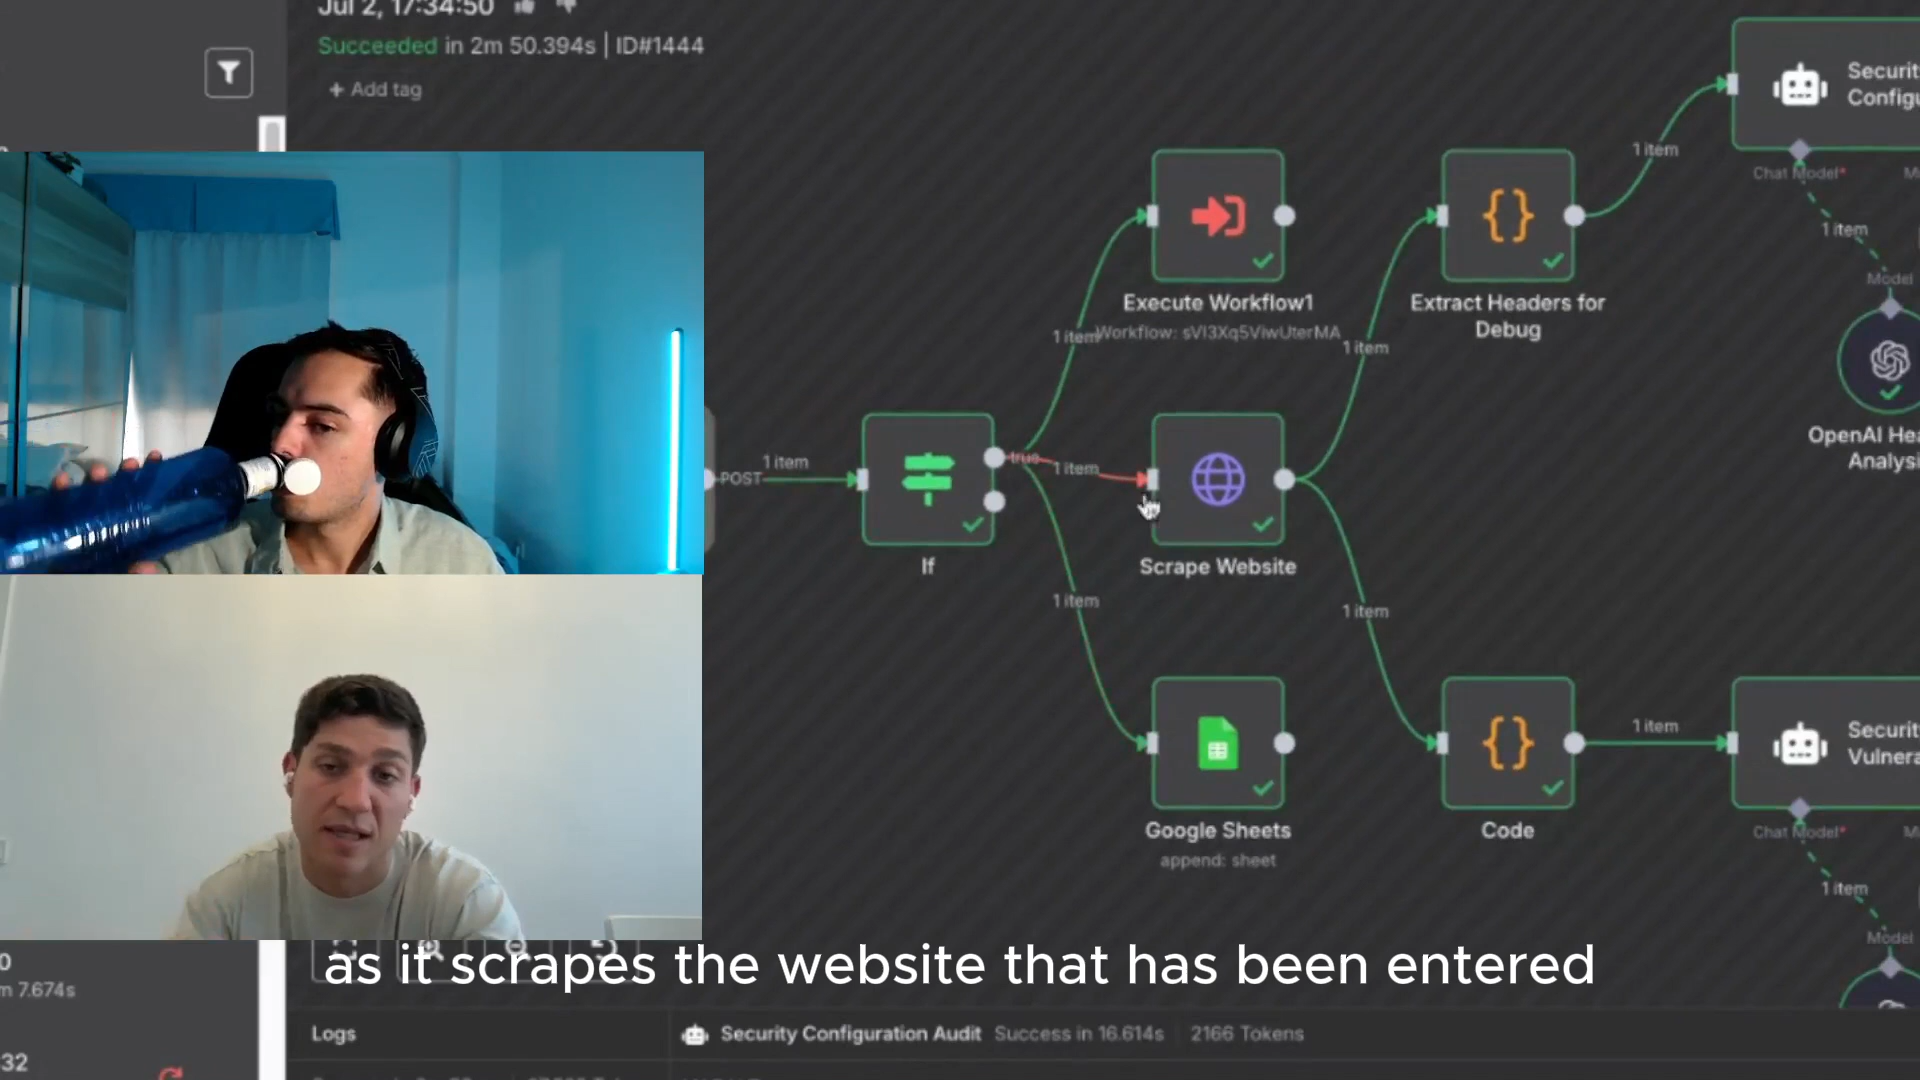 Jul 2, 17:34:50
Succeeded in 2m 50.394s | ID#1444
+ Add tag
Securit
Configu
1 item
Chat Model*
1 item
Model
Execute Workflow1
Workflow: sVI3Xq5ViwUterMA
1 item
Extract Headers for
Debug
1 item
OpenAI Hea
Analysi
POST
1 item
true
1 item
If
Scrape Website
1 item
1 item
1 item
Securit
Vulnera
Google Sheets
append: sheet
Code
Chat Model*
1 item
Model
as it scrapes the website that has been entered
0
m 7.674s
Logs
Security Configuration Audit Success in 16.614s 2166 Tokens
32